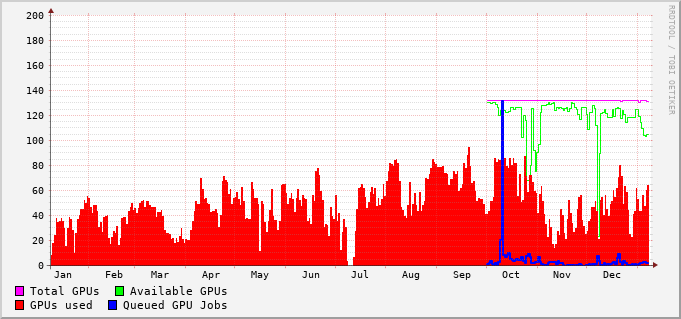 200
180
160
140
120
100
80
60
40
20
0
Jan Feb Mar Apr May Jun Jul Aug Sep Oct Nov Dec
Total GPUs Available GPUs
GPUs used Queued GPU Jobs
RRDTOOL / TOBI OETIKER